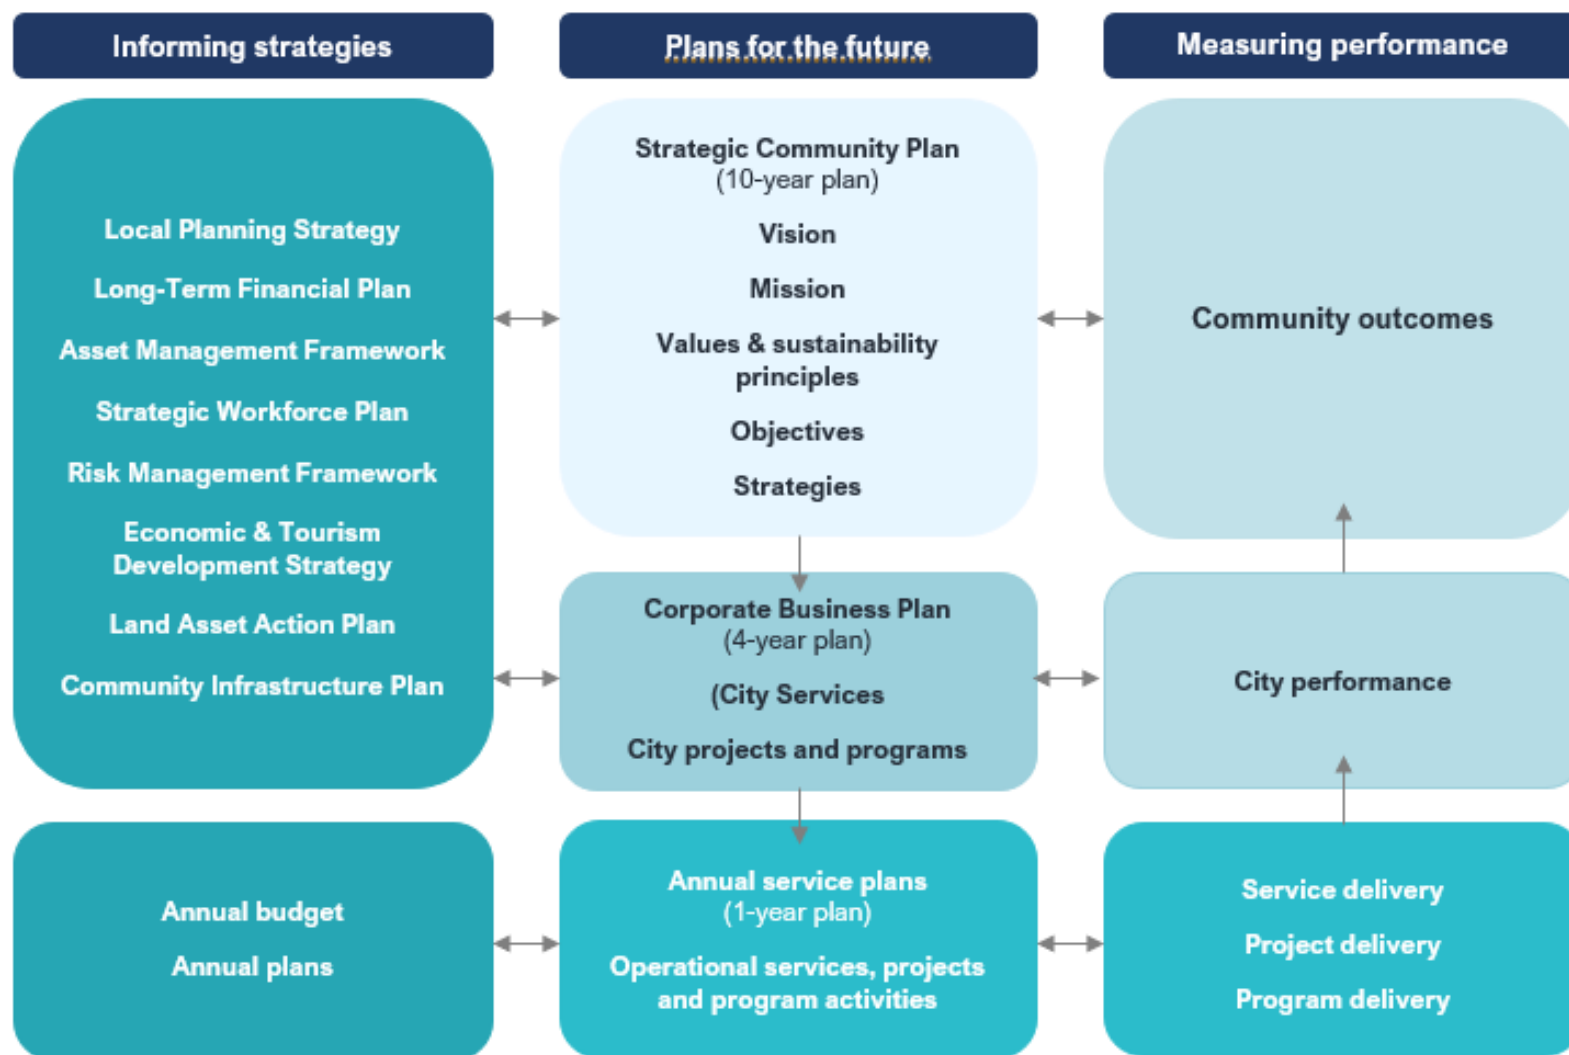 Informing strategies
Local Planning Strategy
Long-Term Financial Plan
Asset Management Framework
Strategic Workforce Plan
Risk Management Framework
Economic & Tourism
Development Strategy
Land Asset Action Plan
Community Infrastructure Plan
Annual budget
Annual plans
Plans for the future
Strategic Community Plan
(10-year plan)
Vision
Mission
Values & sustainability
principles
Objectives
Strategies
Corporate Business Plan
(4-year plan)
(City Services
City projects and programs
Annual service plans
(1-year plan)
Operational services, projects
and program activities
Measuring performance
Community outcomes
City performance
Service delivery
Project delivery
Program delivery